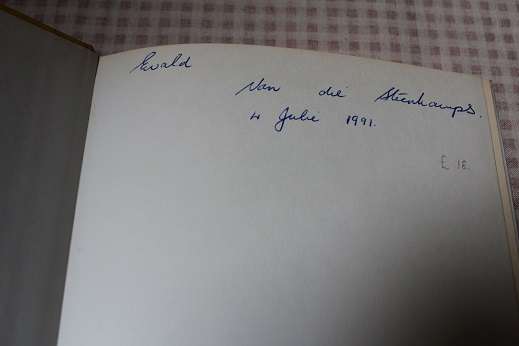 Ewald
Van die Steenkamps.
4 Julie 1991.
£ 18.